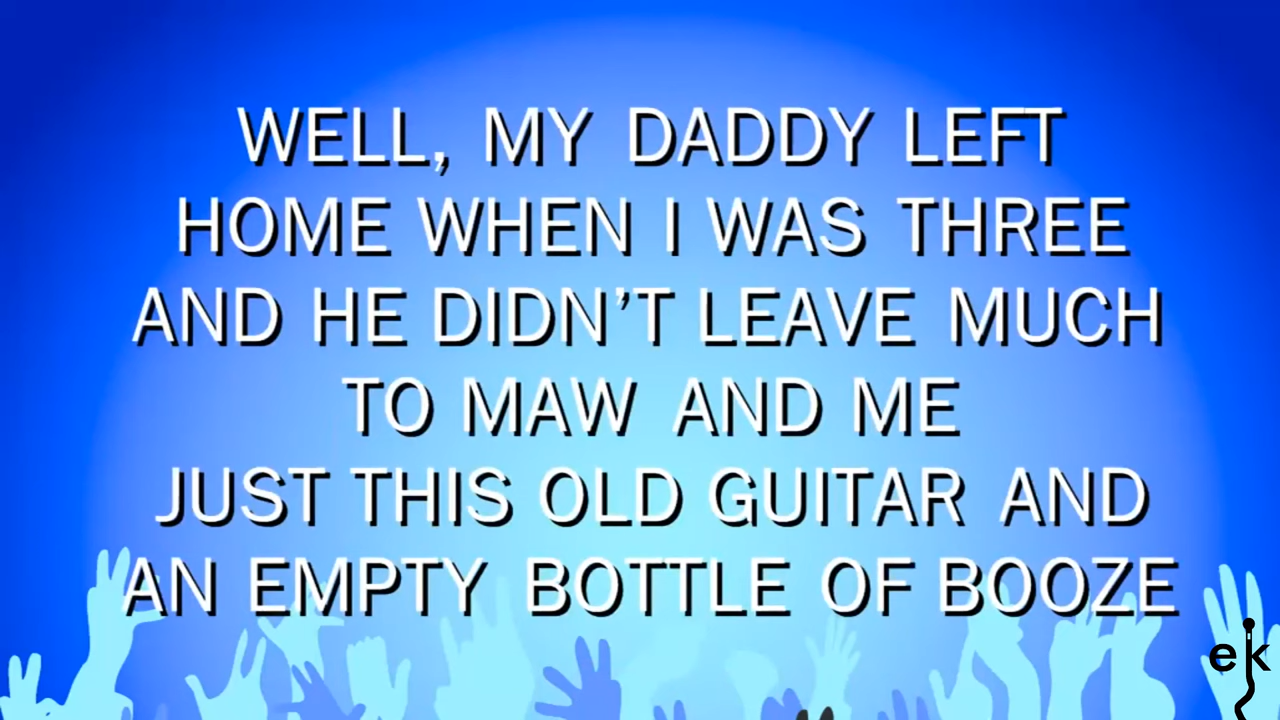 WELL, MY DADDY LEFT
HOME WHEN I WAS THREE
AND HE DIDN’T LEAVE MUCH
TO MAW AND ME
JUST THIS OLD GUITAR AND
AN EMPTY BOTTLE OF BOOZE
ek